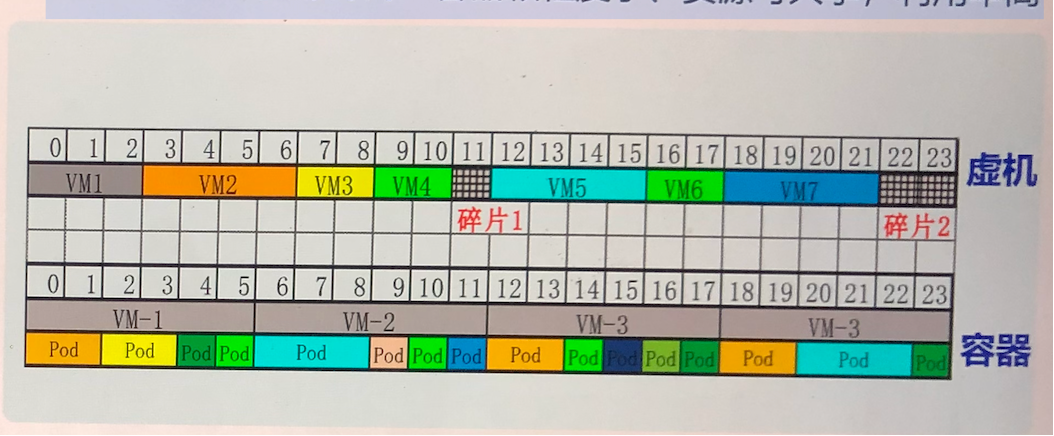 0 1 2 3 4 5 6 7 8 9 10 11 12 13 14 15 16 17 18 19 20 21 22 23
VM1 VM2 VM3 VM4 VM5 VM6 VM7 虚机
碎片1 碎片2
0 1 2 3 4 5 6 7 8 9 10 11 12 13 14 15 16 17 18 19 20 21 22 23
VM-1 VM-2 VM-3 VM-3
Pod Pod Pod Pod Pod Pod Pod Pod Pod Pod Pod Pod Pod Pod Pod Pod 容器